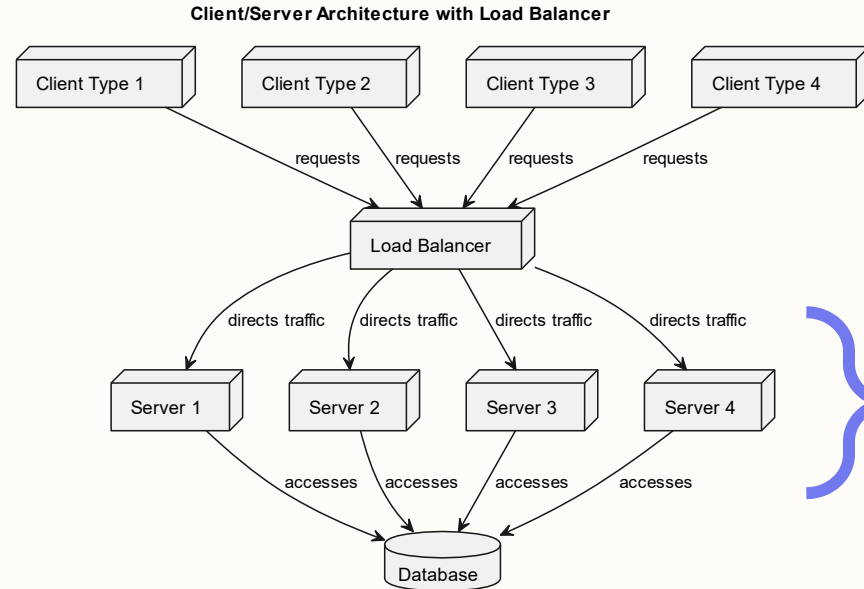 Client/Server Architecture with Load Balancer
Client Type 1
Client Type 2
Client Type 3
Client Type 4
requests
requests
requests
requests
Load Balancer
directs traffic
directs traffic
directs traffic
directs traffic
Server 1
Server 2
Server 3
Server 4
accesses
accesses
accesses
accesses
Database